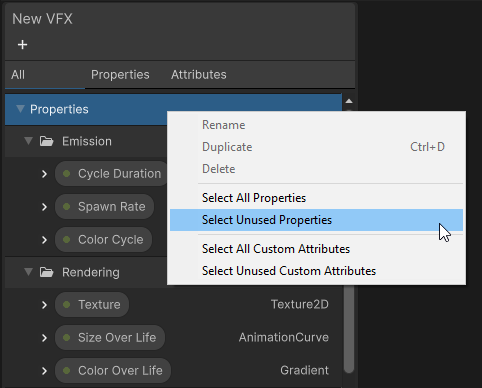 New VFX
+
All Properties Attributes
Properties
Rename
Emission
Duplicate Ctrl+D
Delete
Cycle Duration
Select All Properties
Spawn Rate
Select Unused Properties
Color Cycle
Select All Custom Attributes
Rendering
Select Unused Custom Attributes
Texture Texture2D
Size Over Life AnimationCurve
Color Over Life Gradient